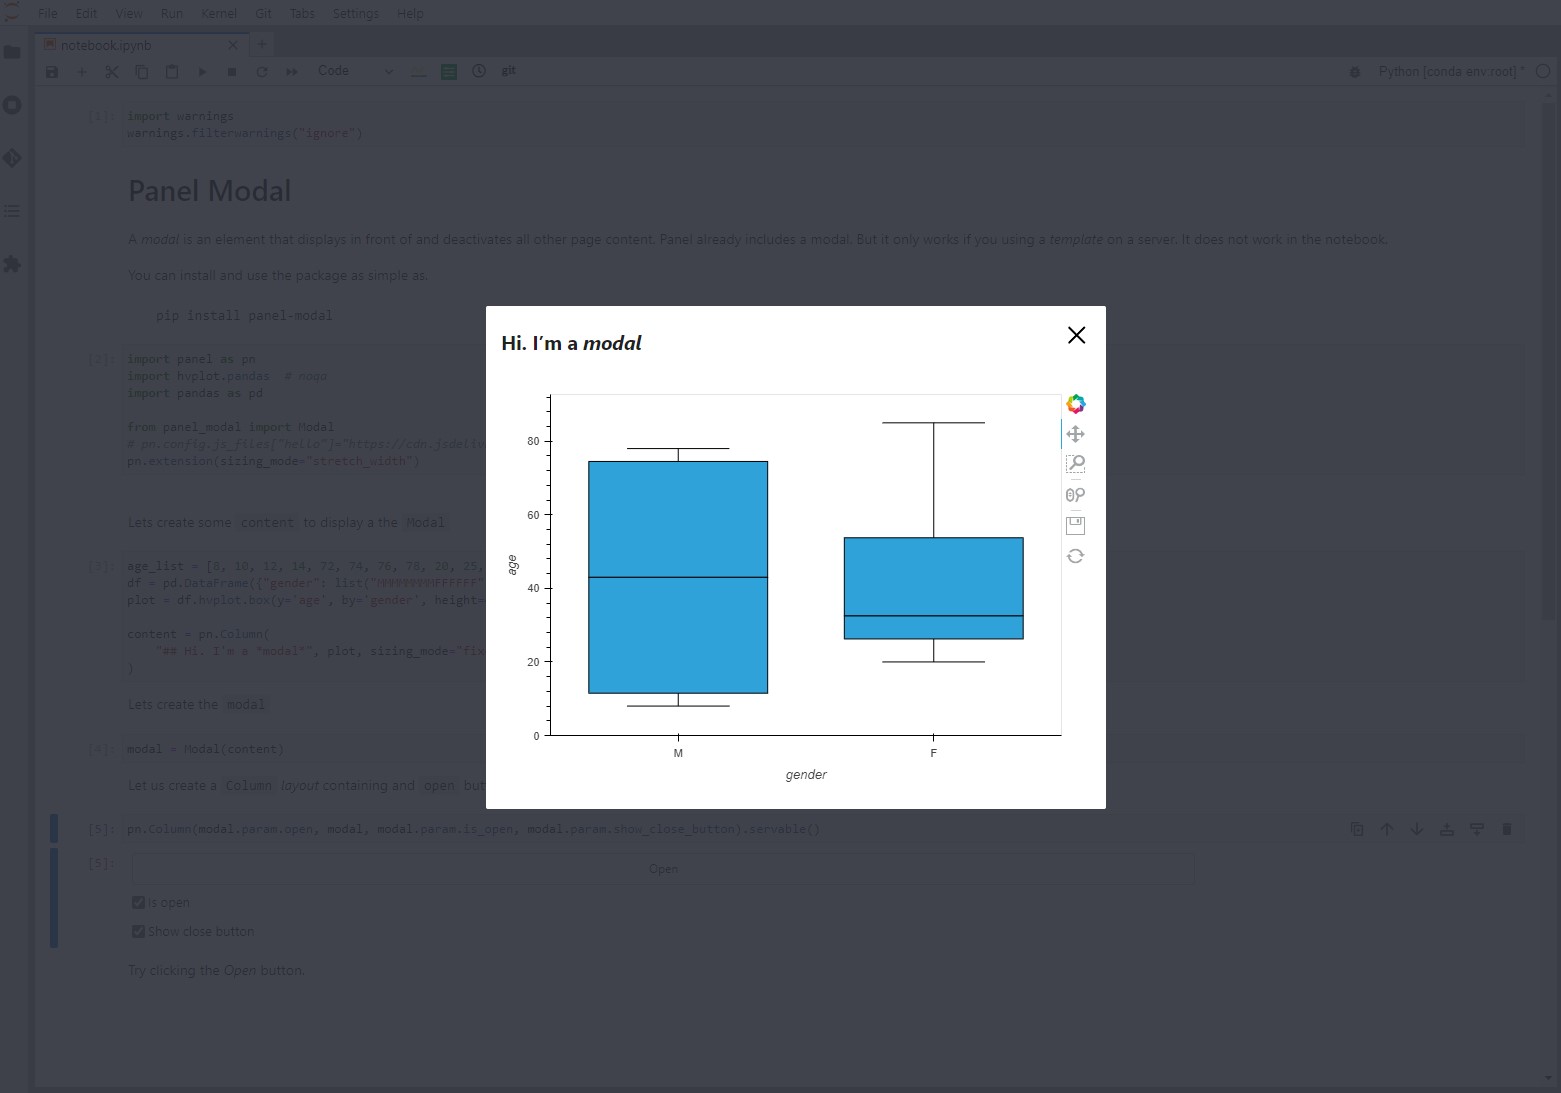 File Edit View Run Kernel Git Tabs Settings Help
notebook.ipynb
Code git Python [conda env:root] *
[1]: import warnings
warnings.filterwarnings("ignore")
Panel Modal
A modal is an element that displays in front of and deactivates all other page content. Panel already includes a modal. But it only works if you using a template on a server. It does not work in the notebook.
You can install and use the package as simple as.
pip install panel-modal
[2]: import panel as pn
import hvplot.pandas # noqa
import pandas as pd
from panel_modal import Modal
# pn.config.js_files["hello"]="https://cdn.jsdeliv
pn.extension(sizing_mode="stretch_width")
Lets create some content to display a the Modal
[3]: age_list = [8, 10, 12, 14, 72, 74, 76, 78, 20, 25,
df = pd.DataFrame({"gender": list("MMMMMMMMFFFFFF"
plot = df.hvplot.box(y='age', by='gender', height=
content = pn.Column(
"## Hi. I'm a *modal*", plot, sizing_mode="fix
)
Lets create the modal
[4]: modal = Modal(content)
Let us create a Column layout containing and open but
Hi. I'm a modal
80
60
40
20
0
age
M F
gender
[5]: pn.Column(modal.param.open, modal, modal.param.is_open, modal.param.show_close_button).servable()
[5]:
Open
Is open
Show close button
Try clicking the Open button.